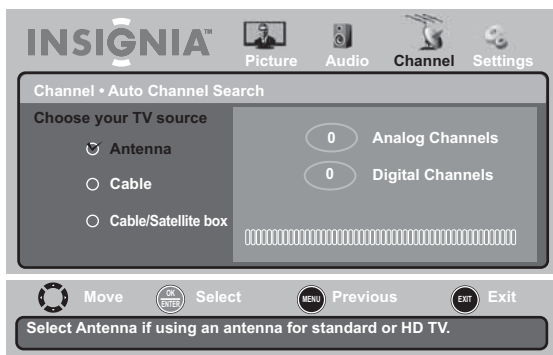 INSIGNIA™
Picture Audio Channel Settings
Channel • Auto Channel Search
Choose your TV source
Antenna
Cable
Cable/Satellite box
0 Analog Channels
0 Digital Channels
Move OK ENTER Select MENU Previous EXIT Exit
Select Antenna if using an antenna for standard or HD TV.